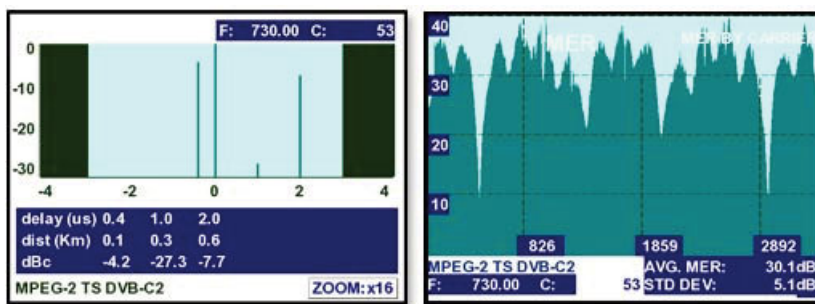 F: 730.00 C: 53
0
-10
-20
-30
-4 -2 0 2 4
delay (us) 0.4 1.0 2.0
dist (Km) 0.1 0.3 0.6
dBc -4.2 -27.3 -7.7
MPEG-2 TS DVB-C2 ZOOM: x16
40
MER MER BY CARRIER
30
20
10
826 1859 2892
MPEG-2 TS DVB-C2 AVG. MER: 30.1dB
F: 730.00 C: 53 STD DEV: 5.1dB